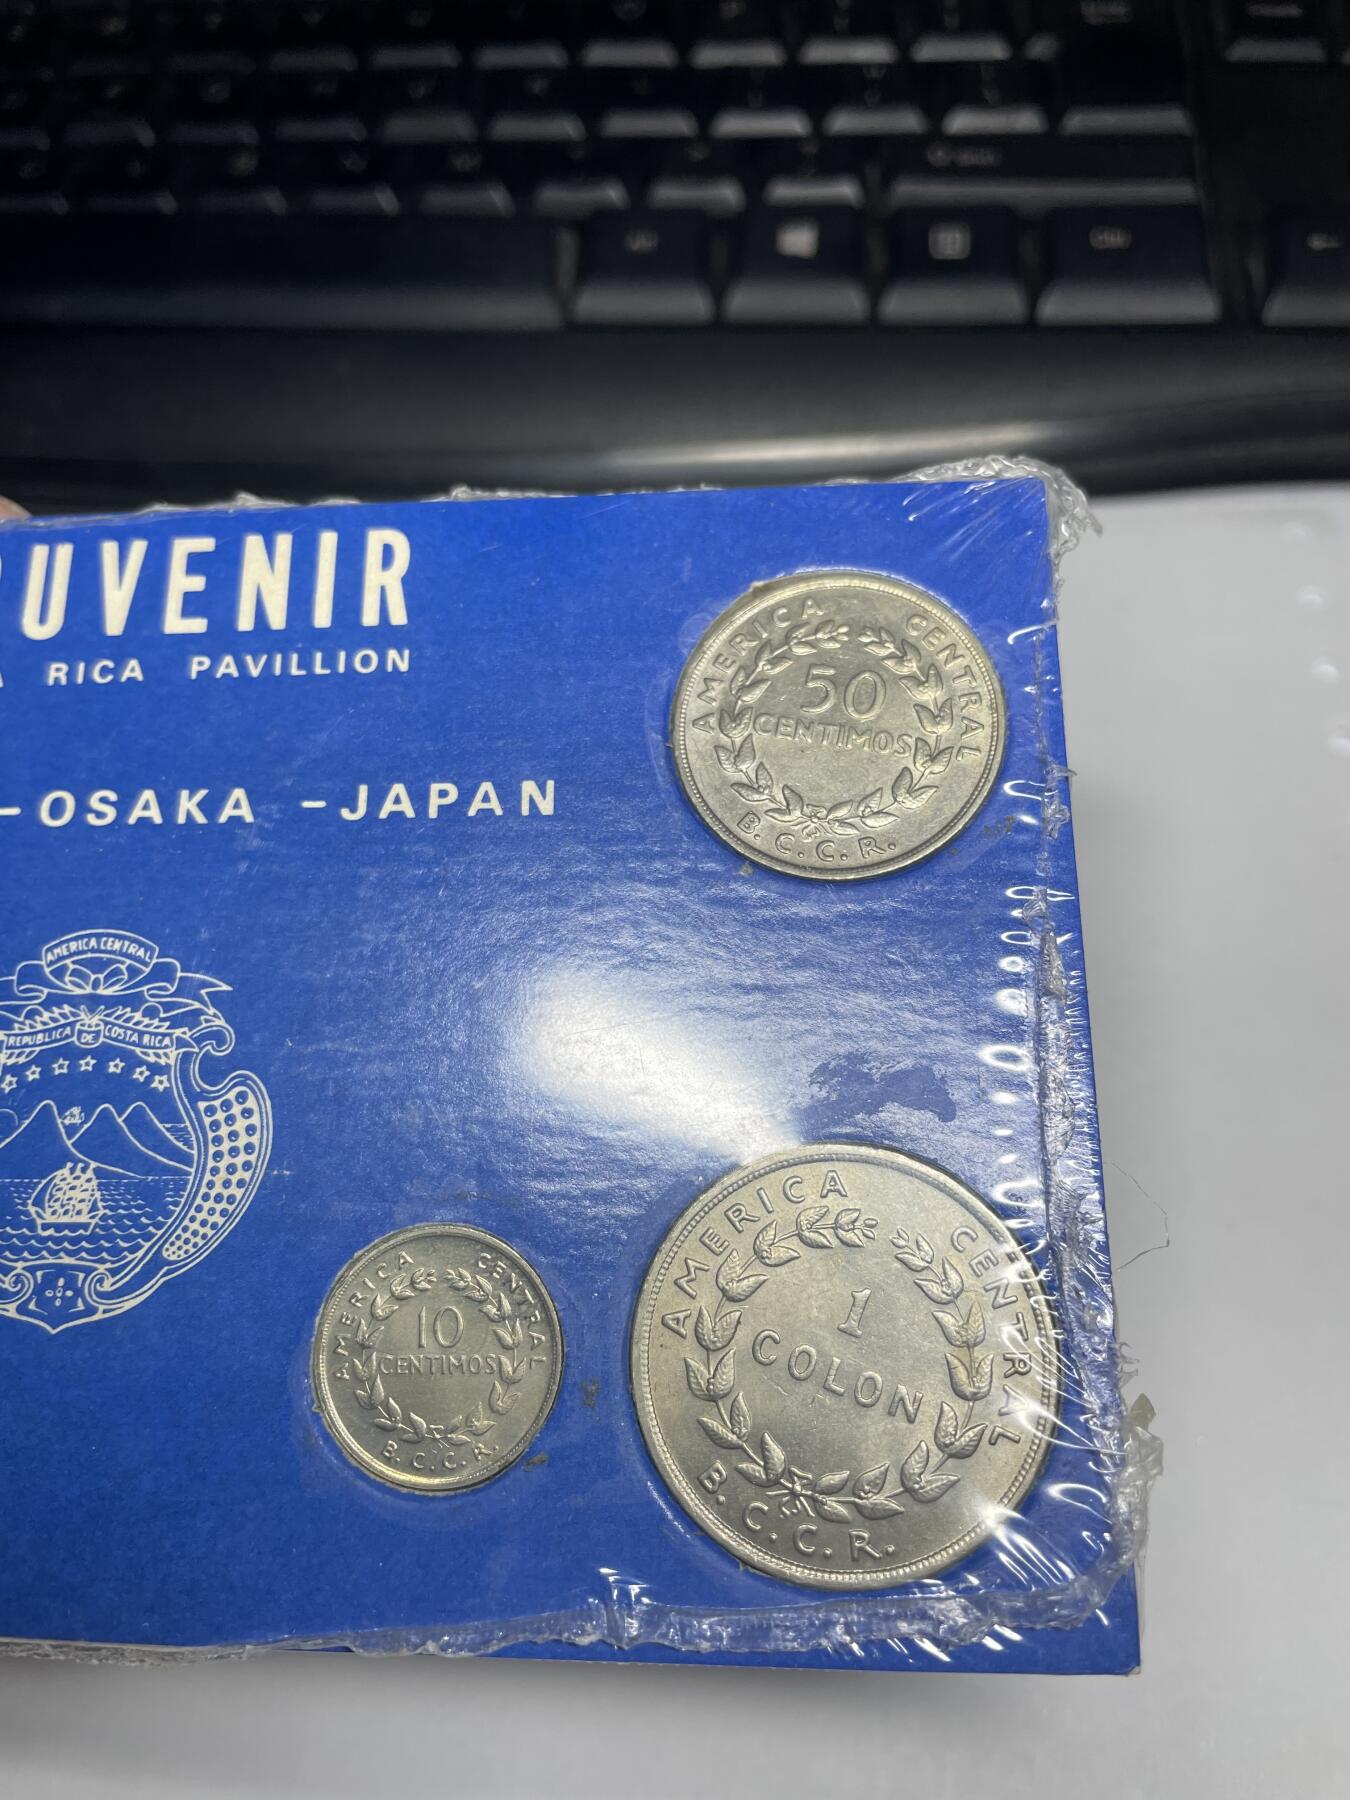 UVENIR
RICA PAVILLION
-OSAKA -JAPAN
AMERICA CENTRAL
50
CENTIMOS
B. C. C. R.
AMERICA CENTRAL
REPUBLICA DE COSTA RICA
AMERICA CENTRAL
10
CENTIMOS
B. C. C. R.
AMERICA CENTRAL
1
COLON
B. C. C. R.